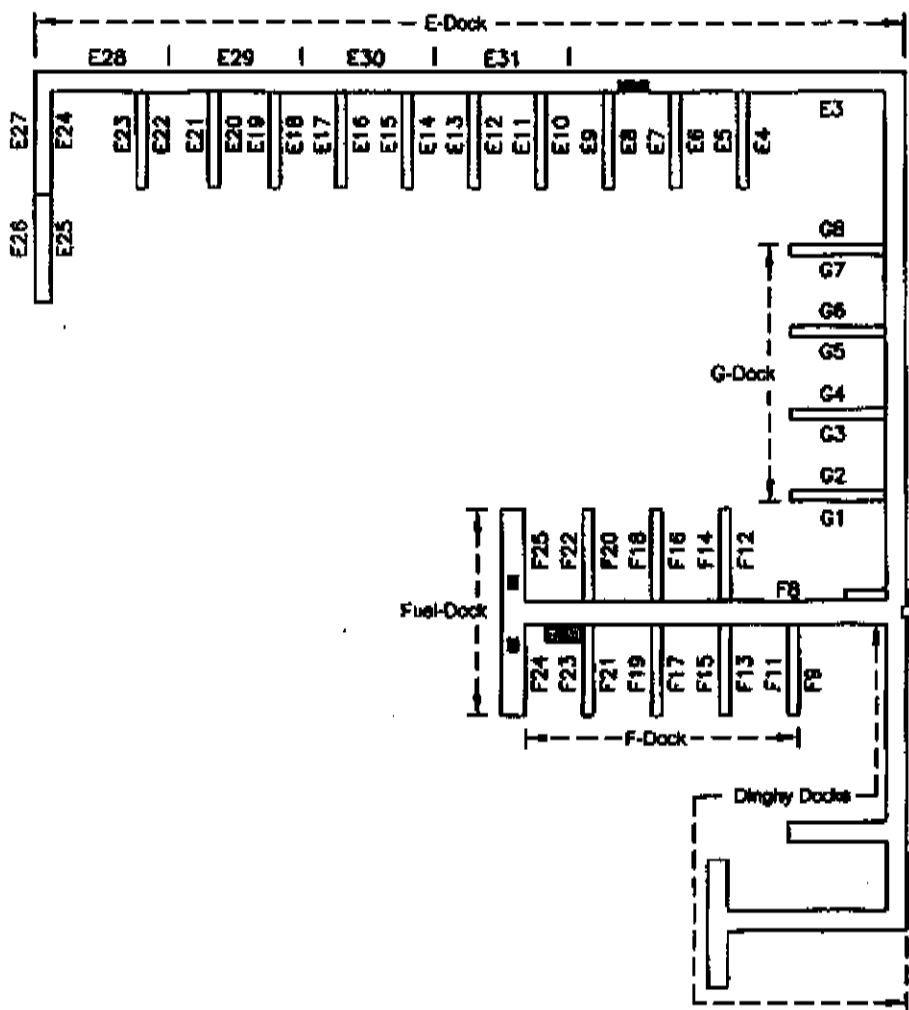 E-Dock
E28 E29 E30 E31
E27 E24 E23 E22 E21 E20 E19 E18 E17 E16 E15 E14 E13 E12 E11 E10 E9 E8 E7 E6 E5 E4 E3
E26 E25
G8
G7
G6
G5
G-Dock
G4
G3
G2
G1
F25 F22 F20 F18 F16 F14 F12
F8
Fuel-Dock
F24 F23 F21 F19 F17 F15 F13 F11 F9
F-Dock
Dinghy Docks